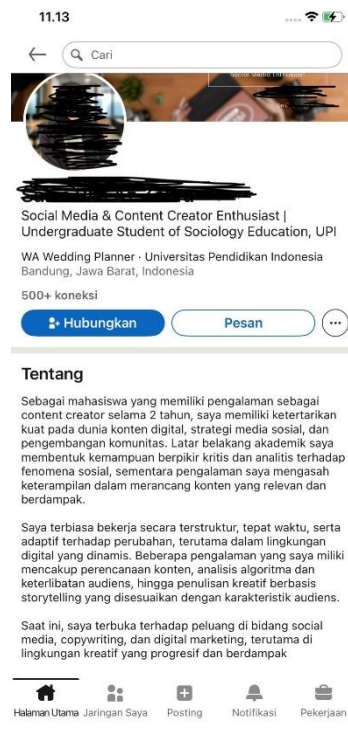 11.13
Cari
Social Media Enthusiast
Social Media & Content Creator Enthusiast |
Undergraduate Student of Sociology Education, UPI
WA Wedding Planner · Universitas Pendidikan Indonesia
Bandung, Jawa Barat, Indonesia
500+ koneksi
Hubungkan
Pesan
Tentang
Sebagai mahasiswa yang memiliki pengalaman sebagai
content creator selama 2 tahun, saya memiliki ketertarikan
kuat pada dunia konten digital, strategi media sosial, dan
pengembangan komunitas. Latar belakang akademik saya
membentuk kemampuan berpikir kritis dan analitis terhadap
fenomena sosial, sementara pengalaman saya mengasah
keterampilan dalam merancang konten yang relevan dan
berdampak.
Saya terbiasa bekerja secara terstruktur, tepat waktu, serta
adaptif terhadap perubahan, terutama dalam lingkungan
digital yang dinamis. Beberapa pengalaman yang saya miliki
mencakup perencanaan konten, analisis algoritma dan
keterlibatan audiens, hingga penulisan kreatif berbasis
storytelling yang disesuaikan dengan karakteristik audiens.
Saat ini, saya terbuka terhadap peluang di bidang social
media, copywriting, dan digital marketing, terutama di
lingkungan kreatif yang progresif dan berdampak
Halaman Utama
Jaringan Saya
Posting
Notifikasi
Pekerjaan